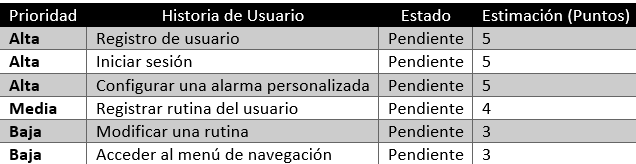 Prioridad Historia de Usuario Estado Estimación (Puntos)
Alta Registro de usuario Pendiente 5
Alta Iniciar sesión Pendiente 5
Alta Configurar una alarma personalizada Pendiente 5
Media Registrar rutina del usuario Pendiente 4
Baja Modificar una rutina Pendiente 3
Baja Acceder al menú de navegación Pendiente 3